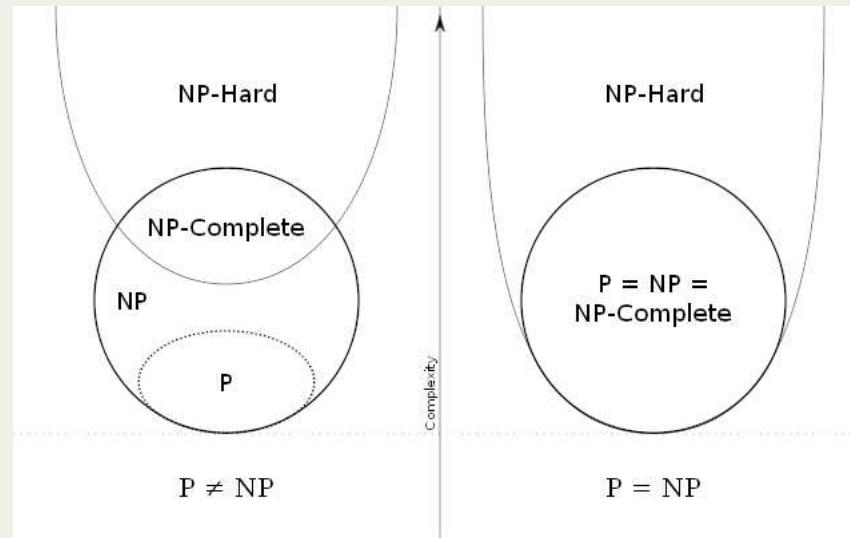 NP-Hard
NP-Complete
NP
P
P ≠ NP
Complexity
NP-Hard
P = NP =
NP-Complete
P = NP